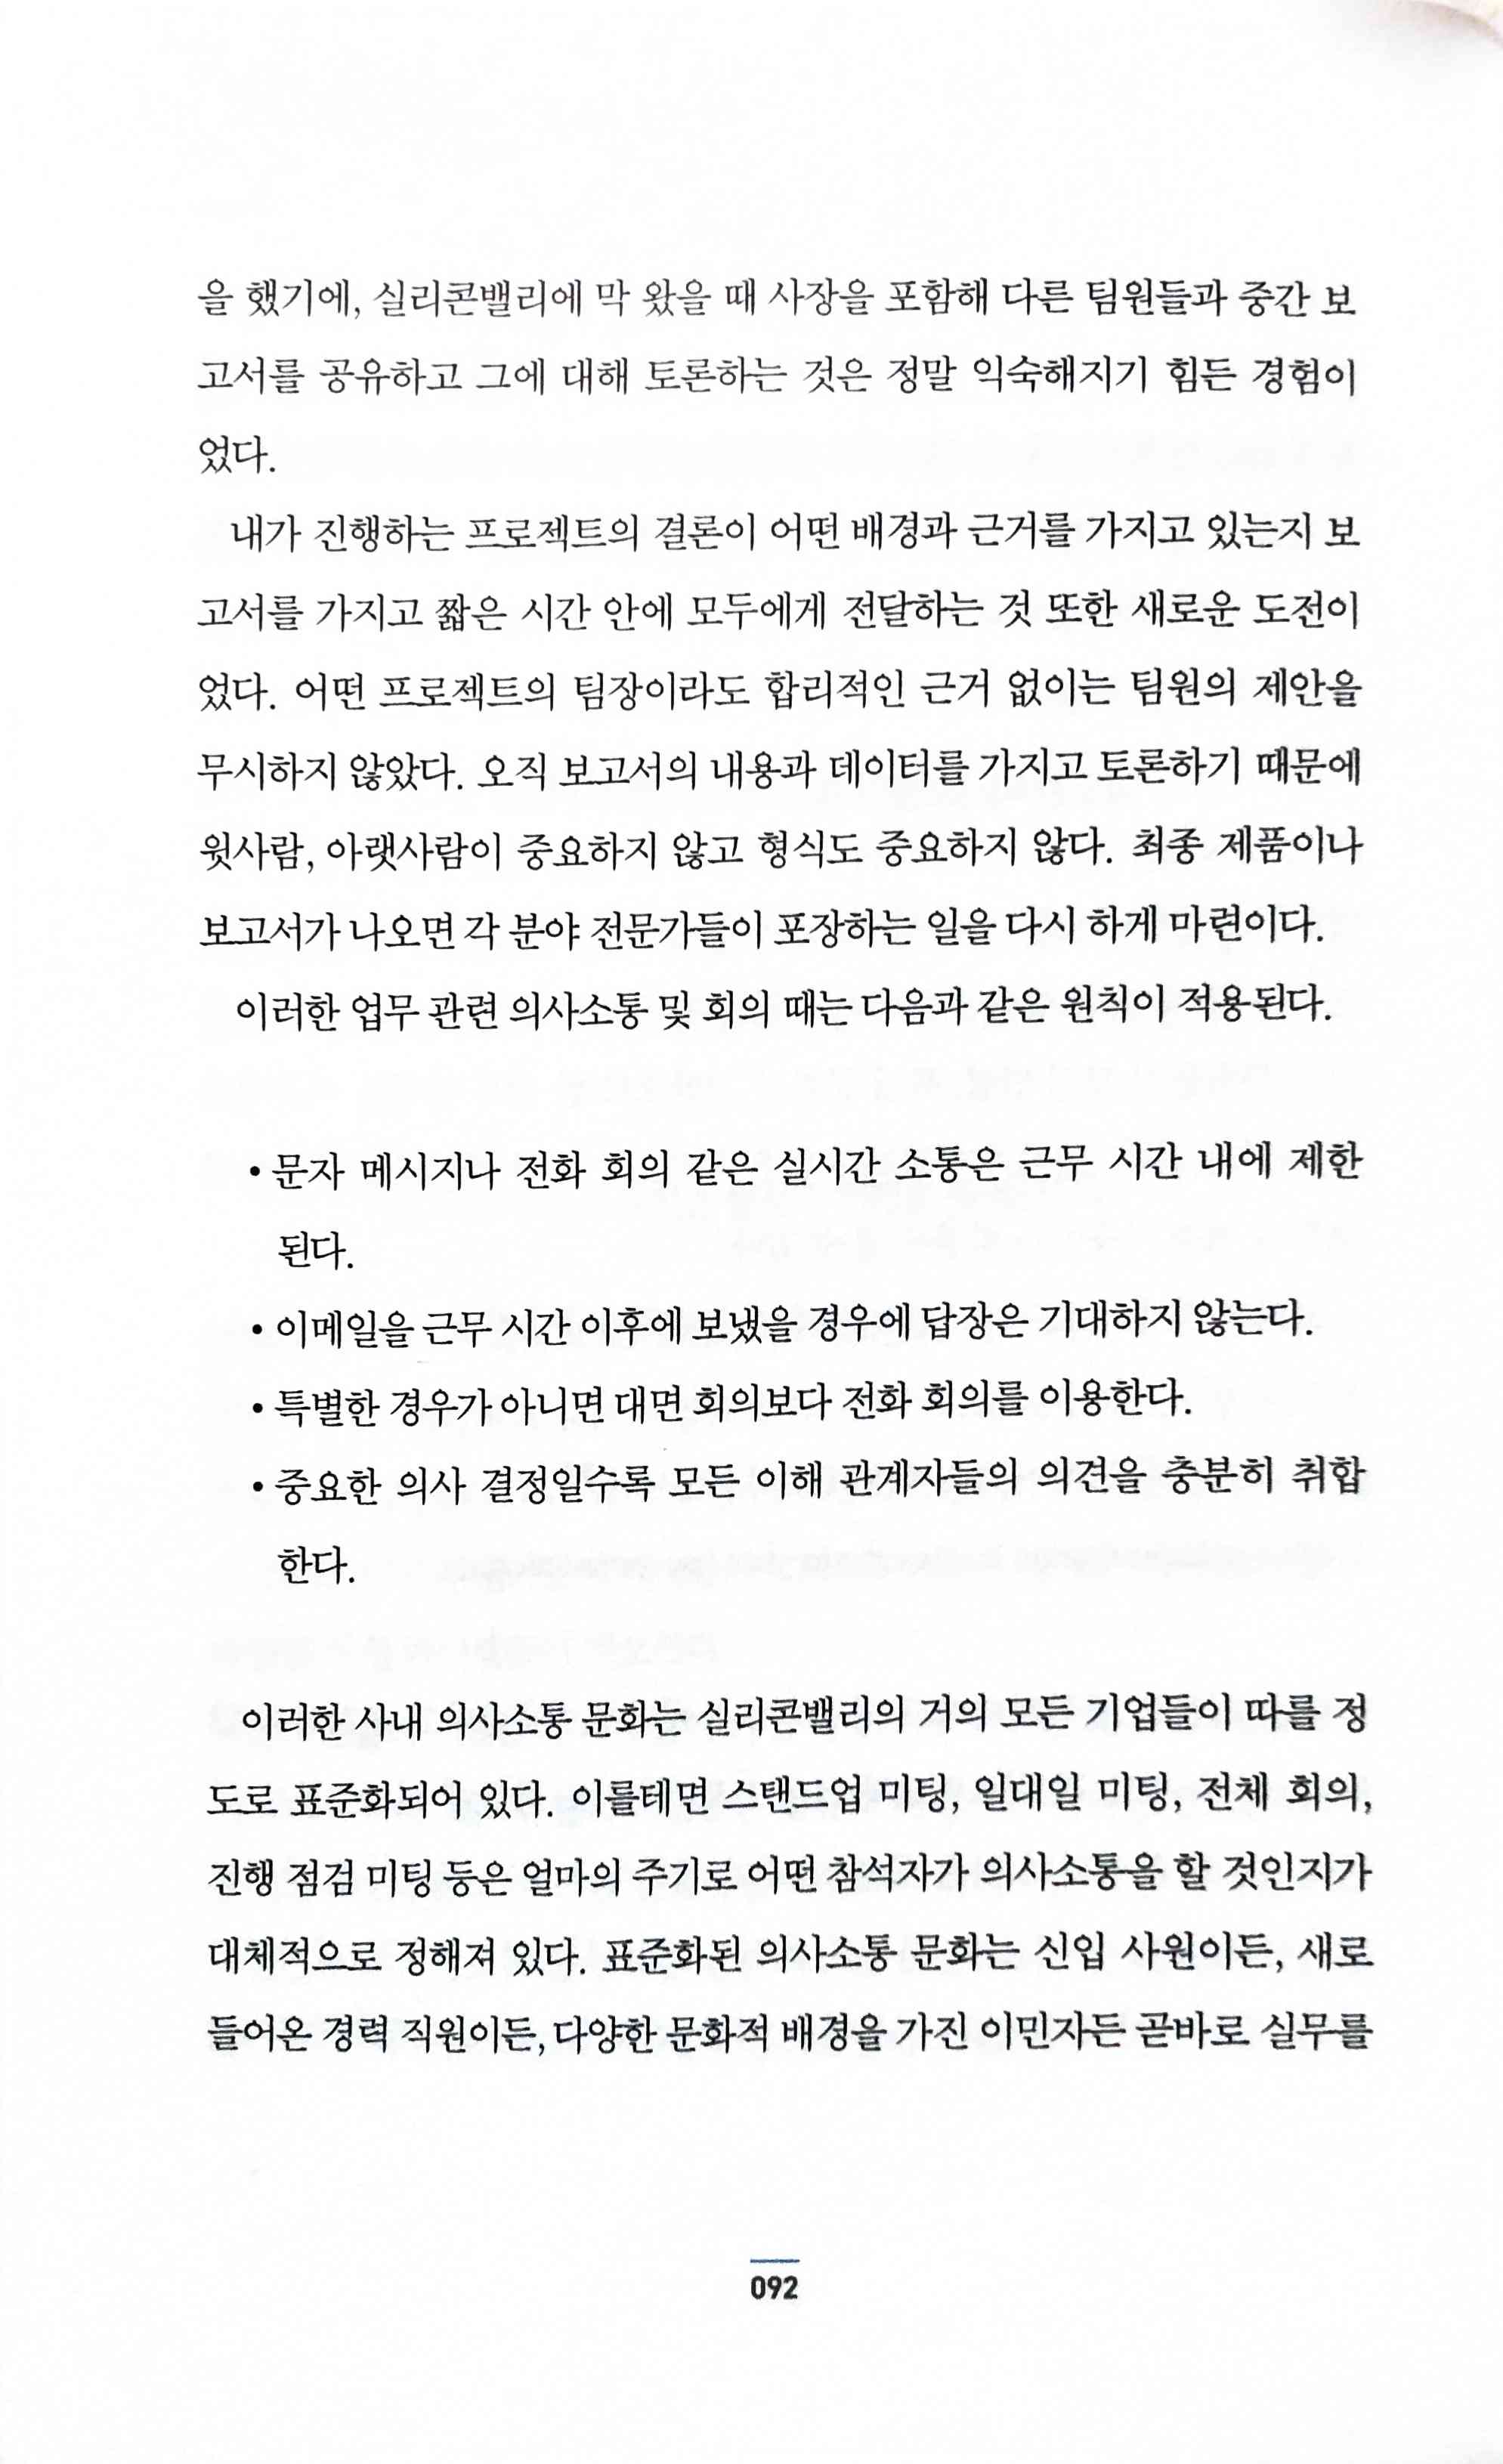 을 했기에, 실리콘밸리에 막 왔을 때 사장을 포함해 다른 팀원들과 중간 보
고서를 공유하고 그에 대해 토론하는 것은 정말 익숙해지기 힘든 경험이
었다.
내가 진행하는 프로젝트의 결론이 어떤 배경과 근거를 가지고 있는지 보
고서를 가지고 짧은 시간 안에 모두에게 전달하는 것 또한 새로운 도전이
었다. 어떤 프로젝트의 팀장이라도 합리적인 근거 없이는 팀원의 제안을
무시하지 않았다. 오직 보고서의 내용과 데이터를 가지고 토론하기 때문에
윗사람, 아랫사람이 중요하지 않고 형식도 중요하지 않다. 최종 제품이나
보고서가 나오면 각 분야 전문가들이 포장하는 일을 다시 하게 마련이다.
이러한 업무 관련 의사소통 및 회의 때는 다음과 같은 원칙이 적용된다.
• 문자 메시지나 전화 회의 같은 실시간 소통은 근무 시간 내에 제한
된다.
• 이메일을 근무 시간 이후에 보냈을 경우에 답장은 기대하지 않는다.
• 특별한 경우가 아니면 대면 회의보다 전화 회의를 이용한다.
• 중요한 의사 결정일수록 모든 이해 관계자들의 의견을 충분히 취합
한다.
이러한 사내 의사소통 문화는 실리콘밸리의 거의 모든 기업들이 따를 정
도로 표준화되어 있다. 이를테면 스탠드업 미팅, 일대일 미팅, 전체 회의,
진행 점검 미팅 등은 얼마의 주기로 어떤 참석자가 의사소통을 할 것인지가
대체적으로 정해져 있다. 표준화된 의사소통 문화는 신입 사원이든, 새로
들어온 경력 직원이든, 다양한 문화적 배경을 가진 이민자든 곧바로 실무를
092